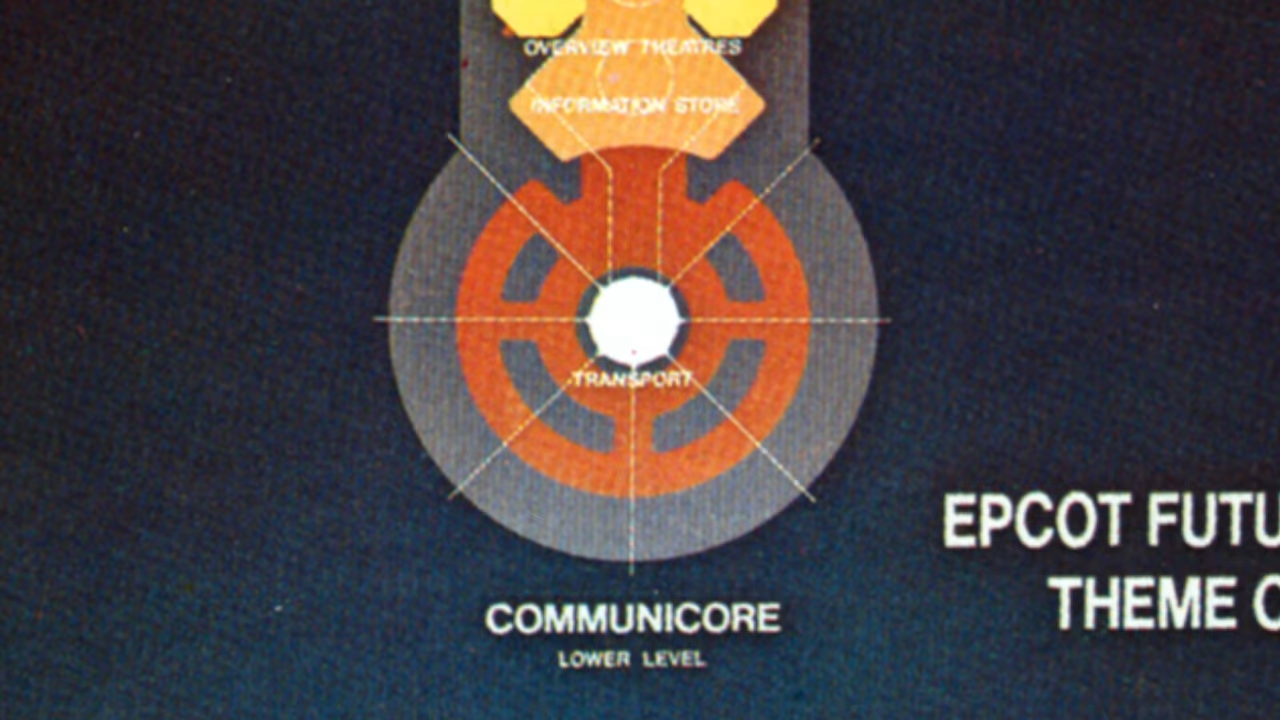 OVERVIEW THEATRES
INFORMATION STORE
TRANSPORT
EPCOT FUTU
THEME
COMMUNICORE
LOWER LEVEL